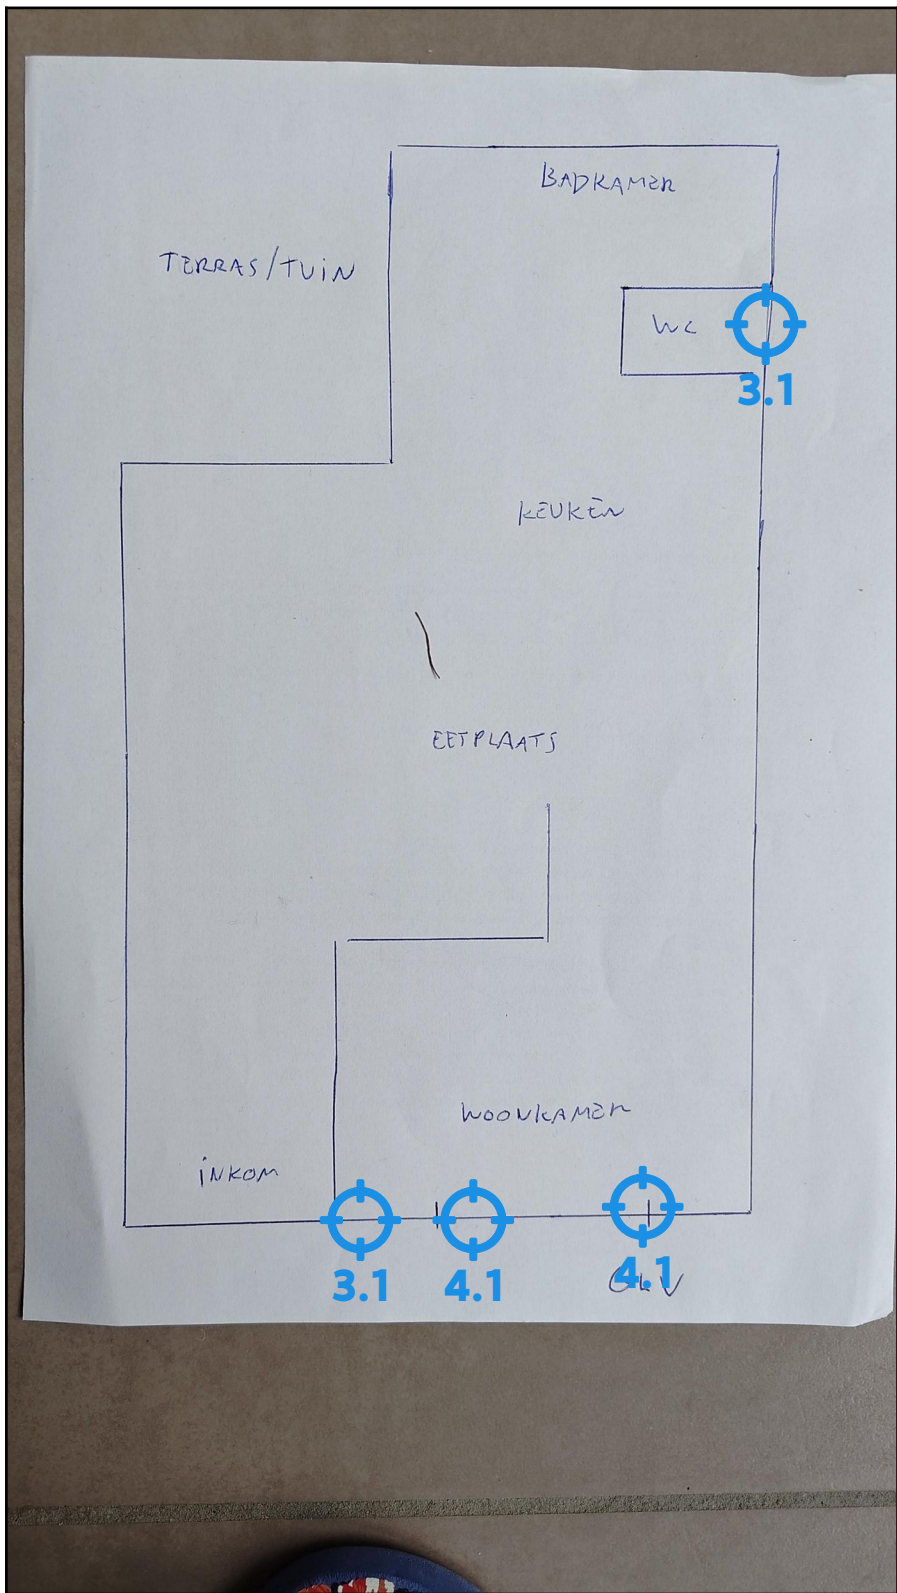 BADKAMER
TERRAS/TUiN
WC
3.1
KEUKEN
EETPLAATS
WOONKAMER
iNKOM
3.1
4.1
4.1